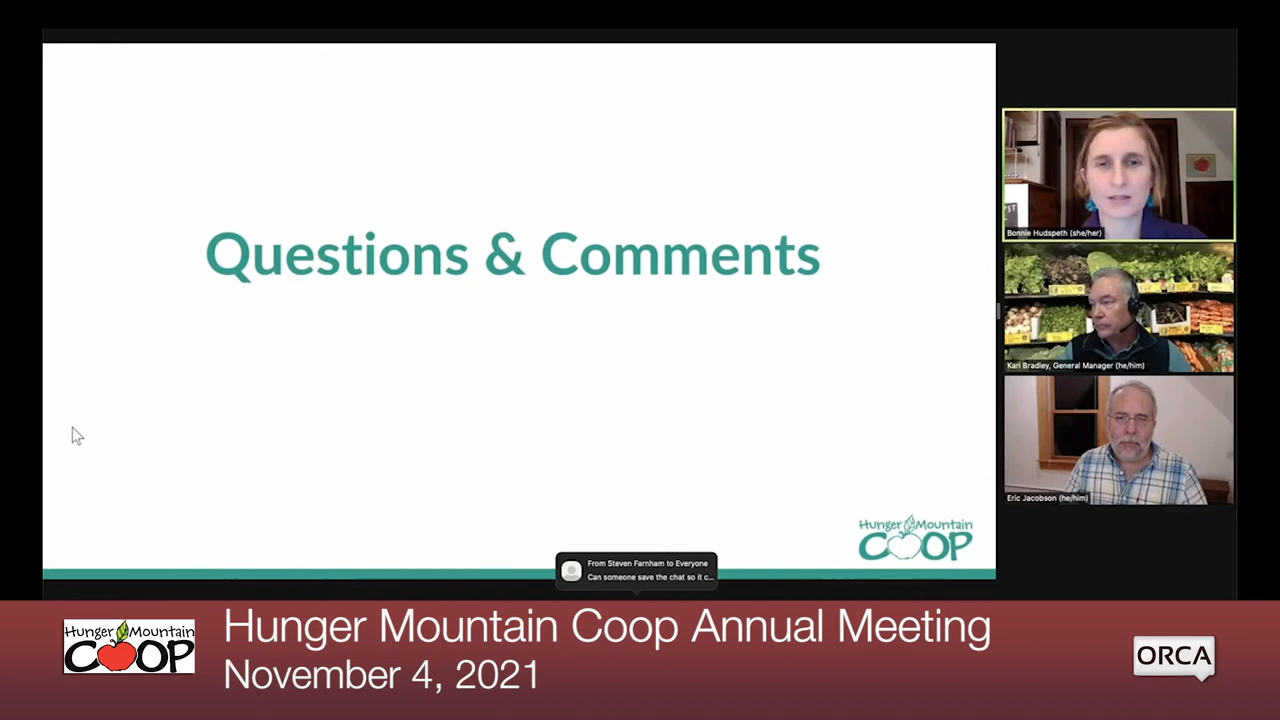 Questions & Comments
Hunger Mountain
COOP
From Steven Farnham to Everyone
Can someone save the chat so it c...
Bonnie Hudspeth (she/her)
Kari Bradley, General Manager (he/him)
Eric Jacobson (he/him)
Hunger Mountain
COOP
Hunger Mountain Coop Annual Meeting
November 4, 2021
ORCA